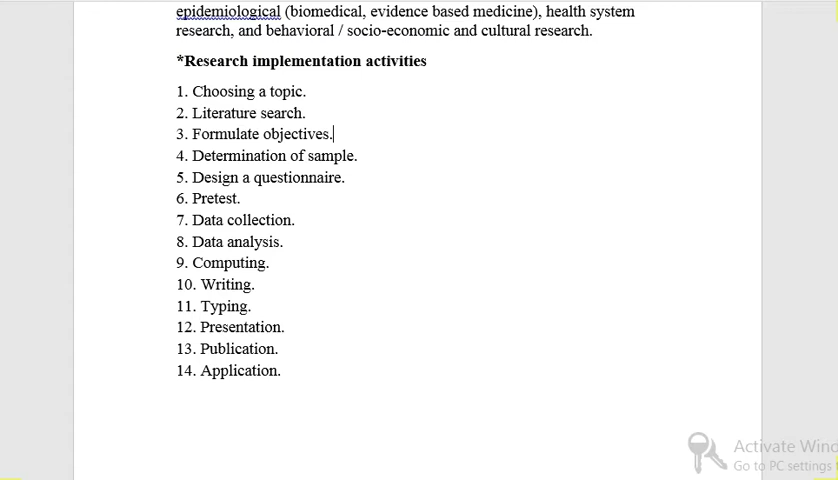 epidemiological (biomedical, evidence based medicine), health system
research, and behavioral / socio-economic and cultural research.
*Research implementation activities
1. Choosing a topic.
2. Literature search.
3. Formulate objectives.
4. Determination of sample.
5. Design a questionnaire.
6. Pretest.
7. Data collection.
8. Data analysis.
9. Computing.
10. Writing.
11. Typing.
12. Presentation.
13. Publication.
14. Application.
Activate Wind
Go to PC settings t